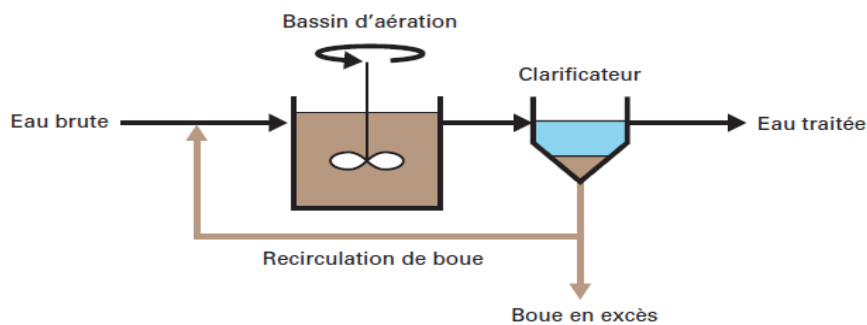 Bassin d'aération
Clarificateur
Eau brute
Eau traitée
Recirculation de boue
Boue en excès